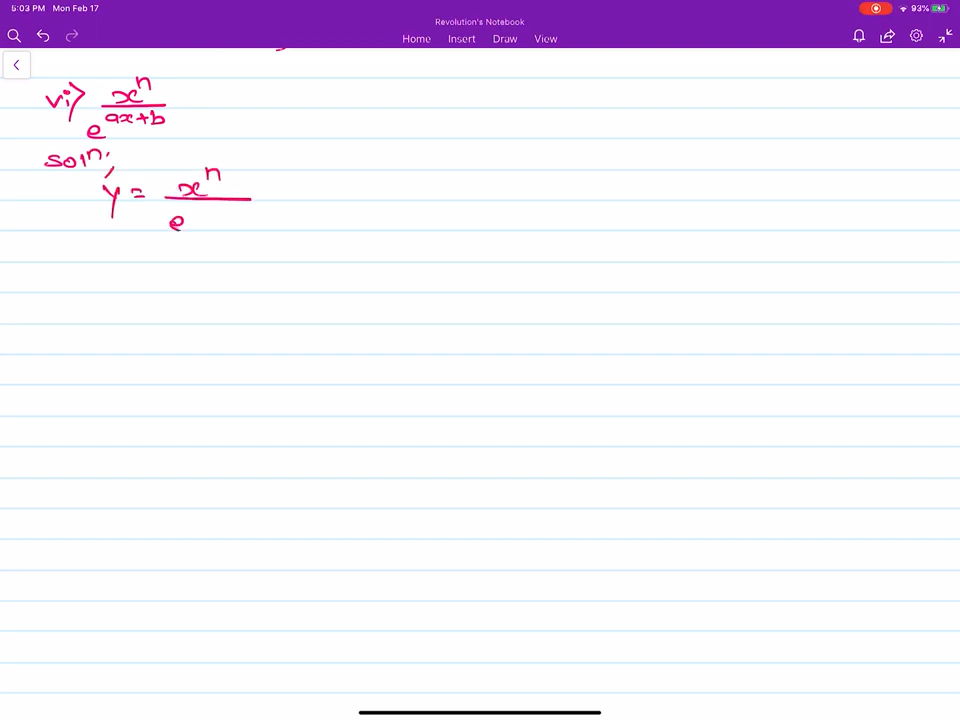 5:03 PM Mon Feb 17
93%
Revolution's Notebook
Home Insert Draw View
vi> x^n
ax+b
e
soln,
y = x^n
e